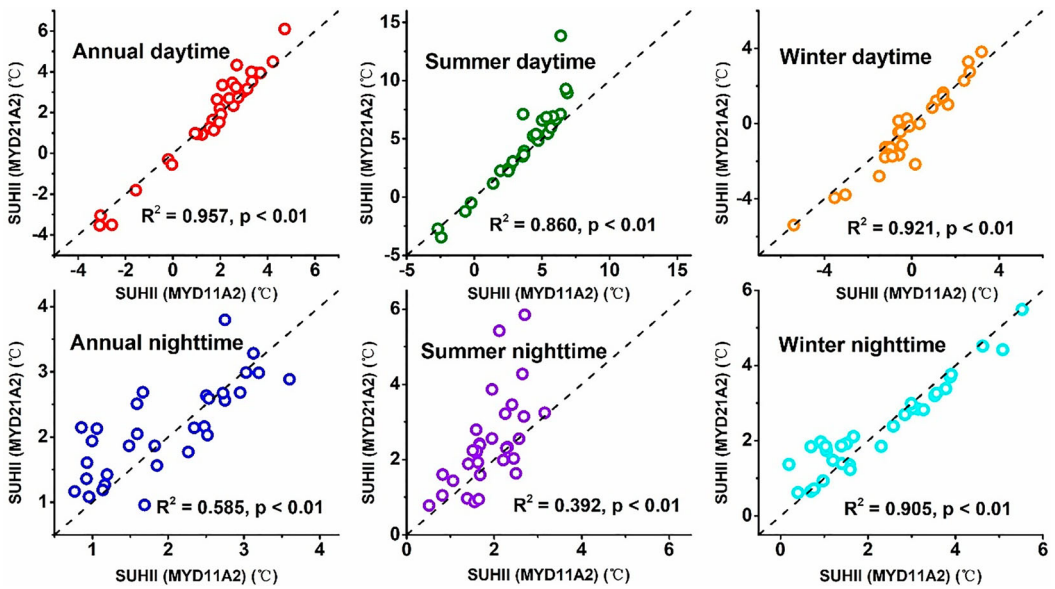 Annual daytime
SUHII (MYD21A2) (℃)
6
4
2
0
-2
-4
R² = 0.957, p < 0.01
-4 -2 0 2 4 6
SUHII (MYD11A2) (℃)
Summer daytime
SUHII (MYD21A2) (℃)
15
10
5
0
-5
R² = 0.860, p < 0.01
-5 0 5 10 15
SUHII (MYD11A2) (℃)
Winter daytime
SUHII (MYD21A2) (℃)
4
0
-4
R² = 0.921, p < 0.01
-4 0 4
SUHII (MYD11A2) (℃)
Annual nighttime
SUHII (MYD21A2) (℃)
4
3
2
1
R² = 0.585, p < 0.01
1 2 3 4
SUHII (MYD11A2) (℃)
Summer nighttime
SUHII (MYD21A2) (℃)
6
4
2
0
R² = 0.392, p < 0.01
0 2 4 6
SUHII (MYD11A2) (℃)
Winter nighttime
SUHII (MYD21A2) (℃)
6
4
2
0
R² = 0.905, p < 0.01
0 2 4 6
SUHII (MYD11A2) (℃)